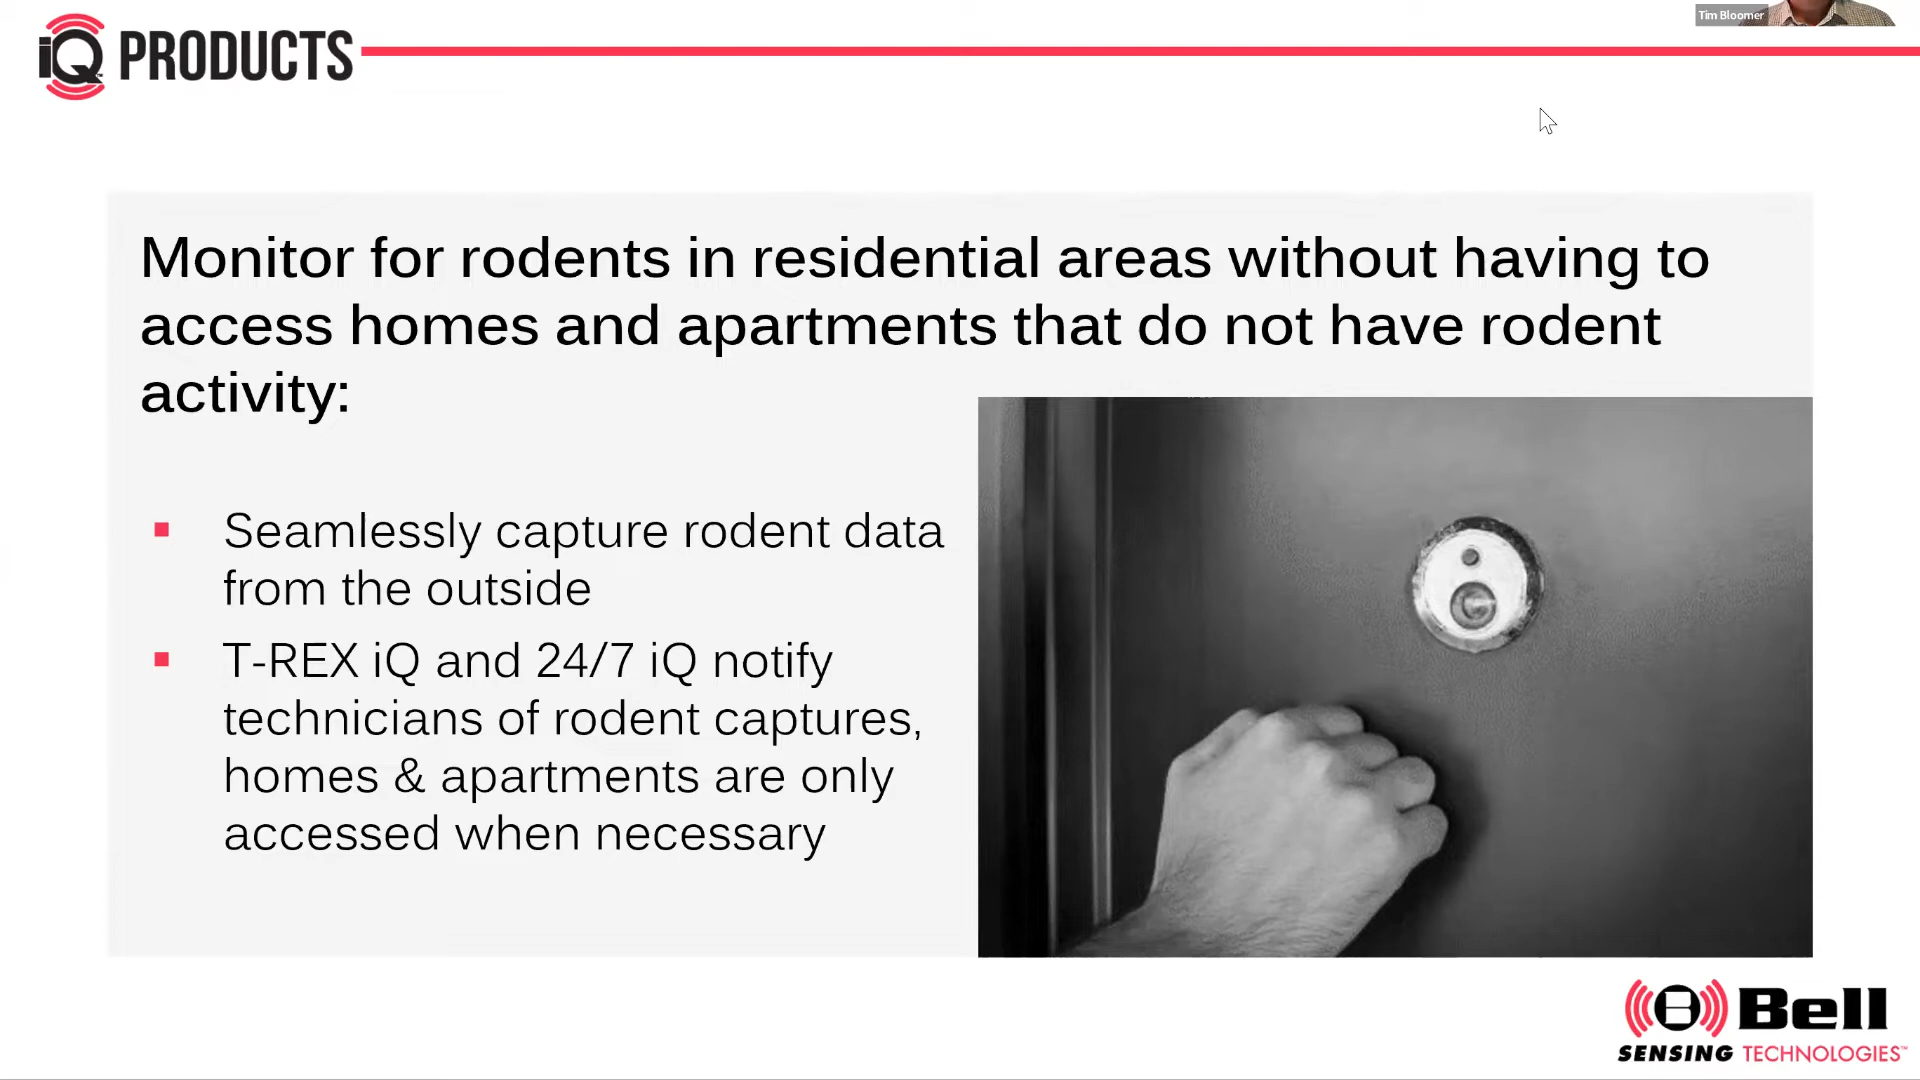 iQ PRODUCTS
Tim Bloomer
Monitor for rodents in residential areas without having to
access homes and apartments that do not have rodent
activity:
Seamlessly capture rodent data
from the outside
T-REX iQ and 24/7 iQ notify
technicians of rodent captures,
homes & apartments are only
accessed when necessary
B Bell
SENSING TECHNOLOGIES™